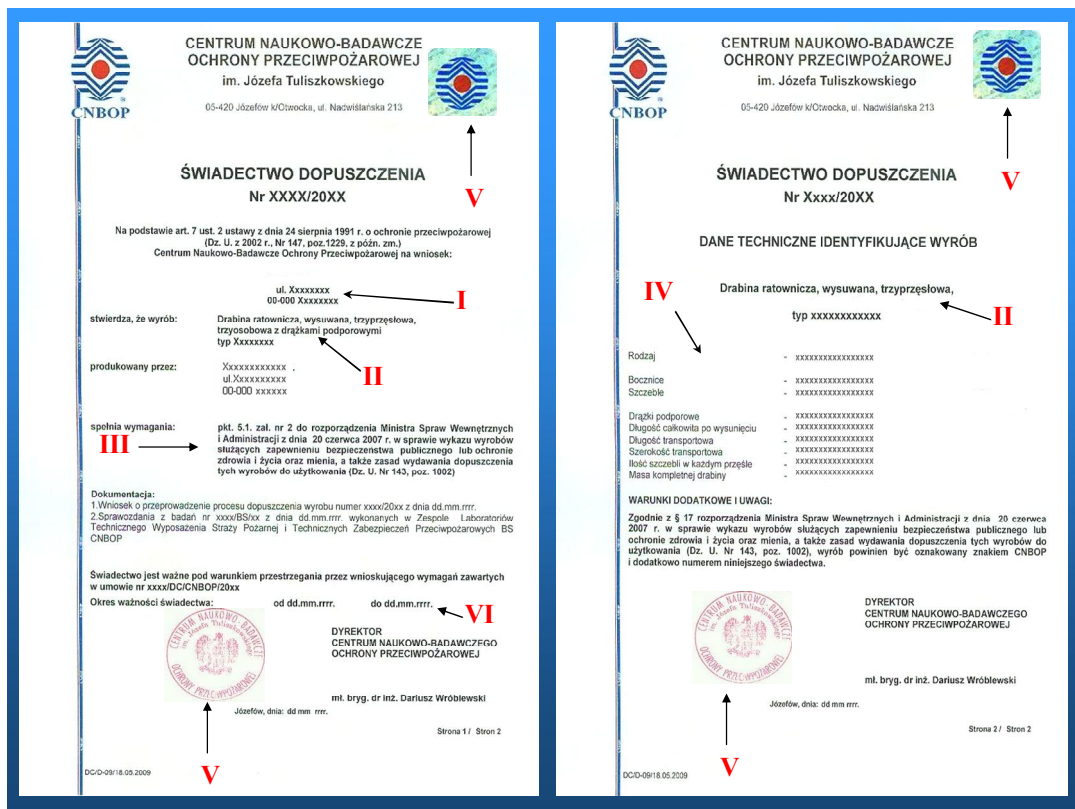 CENTRUM NAUKOWO-BADAWCZE
OCHRONY PRZECIWPOŻAROWEJ
im. Józefa Tuliszkowskiego
05-420 Józefów k/Otwocka, ul. Nadwiślańska 213
CNBOP
V
ŚWIADECTWO DOPUSZCZENIA
Nr XXXX/20XX
Na podstawie art. 7 ust. 2 ustawy z dnia 24 sierpnia 1991 r. o ochronie przeciwpożarowej
(Dz. U. z 2002 r., Nr 147, poz.1229, z późn. zm.)
Centrum Naukowo-Badawcze Ochrony Przeciwpożarowej na wniosek:
ul. Xxxxxxxx
00-000 Xxxxxxxx
I
stwierdza, że wyrób:
Drabina ratownicza, wysuwana, trzyprzęsłowa,
trzyosobowa z drążkami podporowymi
typ Xxxxxxxx
II
produkowany przez:
Xxxxxxxxxxxx ,
ul.Xxxxxxxxxx
00-000 xxxxxx
spełnia wymagania:
III
pkt. 5.1. zał. nr 2 do rozporządzenia Ministra Spraw Wewnętrznych
i Administracji z dnia 20 czerwca 2007 r. w sprawie wykazu wyrobów
służących zapewnieniu bezpieczeństwa publicznego lub ochronie
zdrowia i życia oraz mienia, a także zasad wydawania dopuszczenia
tych wyrobów do użytkowania (Dz. U. Nr 143, poz. 1002)
Dokumentacja:
1.Wniosek o przeprowadzenie procesu dopuszczenia wyrobu numer xxxx/20xx z dnia dd.mm.rrrr.
2.Sprawozdania z badań nr xxxx/BS/xx z dnia dd.mm.rrrr. wykonanych w Zespole Laboratoriów
Technicznego Wyposażenia Straży Pożarnej i Technicznych Zabezpieczeń Przeciwpożarowych BS
CNBOP
Świadectwo jest ważne pod warunkiem przestrzegania przez wnioskującego wymagań zawartych
w umowie nr xxxx/DC/CNBOP/20xx
Okres ważności świadectwa: od dd.mm.rrrr. do dd.mm.rrrr.
VI
DYREKTOR
CENTRUM NAUKOWO-BADAWCZEGO
OCHRONY PRZECIWPOŻAROWEJ
CENTRUM NAUKOWO-BADAWCZE
im. Józefa Tuliszkowskiego
OCHRONY PRZECIWPOŻAROWEJ
mł. bryg. dr inż. Dariusz Wróblewski
Józefów, dnia: dd mm rrrr.
Strona 1 / Stron 2
V
DC/D-09/18.05.2009
CENTRUM NAUKOWO-BADAWCZE
OCHRONY PRZECIWPOŻAROWEJ
im. Józefa Tuliszkowskiego
05-420 Józefów k/Otwocka, ul. Nadwiślańska 213
CNBOP
V
ŚWIADECTWO DOPUSZCZENIA
Nr Xxxx/20XX
DANE TECHNICZNE IDENTYFIKUJĄCE WYRÓB
IV
Drabina ratownicza, wysuwana, trzyprzęsłowa,
typ xxxxxxxxxxxx
II
Rodzaj - xxxxxxxxxxxxxxxxx
Bocznice - xxxxxxxxxxxxxxxxx
Szczeble - xxxxxxxxxxxxxxxxx
Drążki podporowe - xxxxxxxxxxxxxxxxx
Długość całkowita po wysunięciu - xxxxxxxxxxxxxxxxx
Długość transportowa - xxxxxxxxxxxxxxxxx
Szerokość transportowa - xxxxxxxxxxxxxxxxx
Ilość szczebli w każdym przęśle - xxxxxxxxxxxxxxxxx
Masa kompletnej drabiny - xxxxxxxxxxxxxxxxx
WARUNKI DODATKOWE I UWAGI:
Zgodnie z § 17 rozporządzenia Ministra Spraw Wewnętrznych i Administracji z dnia 20 czerwca
2007 r. w sprawie wykazu wyrobów służących zapewnieniu bezpieczeństwa publicznego lub
ochronie zdrowia i życia oraz mienia, a także zasad wydawania dopuszczenia tych wyrobów do
użytkowania (Dz. U. Nr 143, poz. 1002), wyrób powinien być oznakowany znakiem CNBOP
i dodatkowo numerem niniejszego świadectwa.
DYREKTOR
CENTRUM NAUKOWO-BADAWCZEGO
OCHRONY PRZECIWPOŻAROWEJ
CENTRUM NAUKOWO-BADAWCZE
im. Józefa Tuliszkowskiego
OCHRONY PRZECIWPOŻAROWEJ
mł. bryg. dr inż. Dariusz Wróblewski
Józefów, dnia: dd mm rrrr.
Strona 2 / Stron 2
V
DC/D-09/18.05.2009